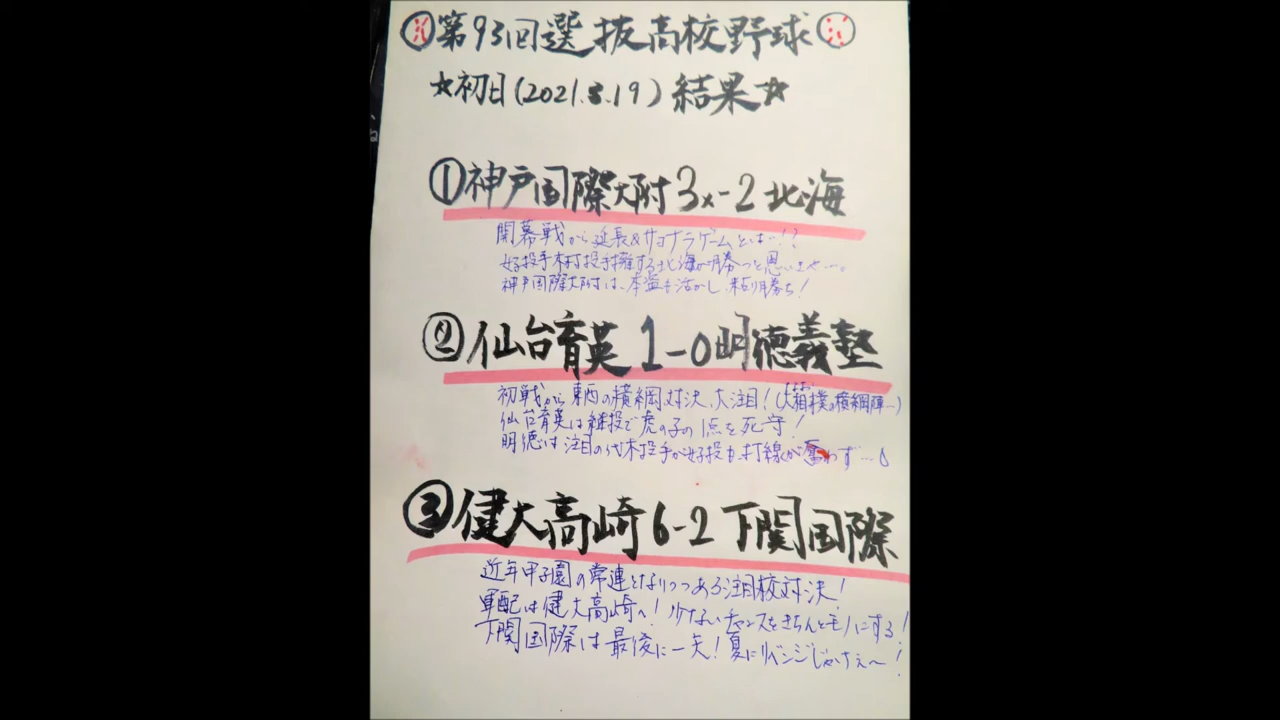 第93回選抜高校野球
☆初日(2021.3.19)結果☆
①神戸国際大附3x-2北海
開幕戦から延長&サヨナラゲームとは…!?
好投手木村投手擁する北海が勝つと思いきや…。
神戸国際大附は、本塁も活かし、粘り勝ち!
②仙台育英1-0明徳義塾
初戦から東西の横綱対決、大注目!(大相撲の横綱陣…)
仙台育英は継投で虎の子の1点を死守!
明徳は注目の代木投手が好投も、打線が奮わず…
③健大高崎6-2下関国際
近年甲子園の常連となりつつある注目校対決!
軍配は健大高崎へ!少ないチャンスをきちんとモノにする!
下関国際は最後に一矢!夏にリベンジじゃけぇ〜!